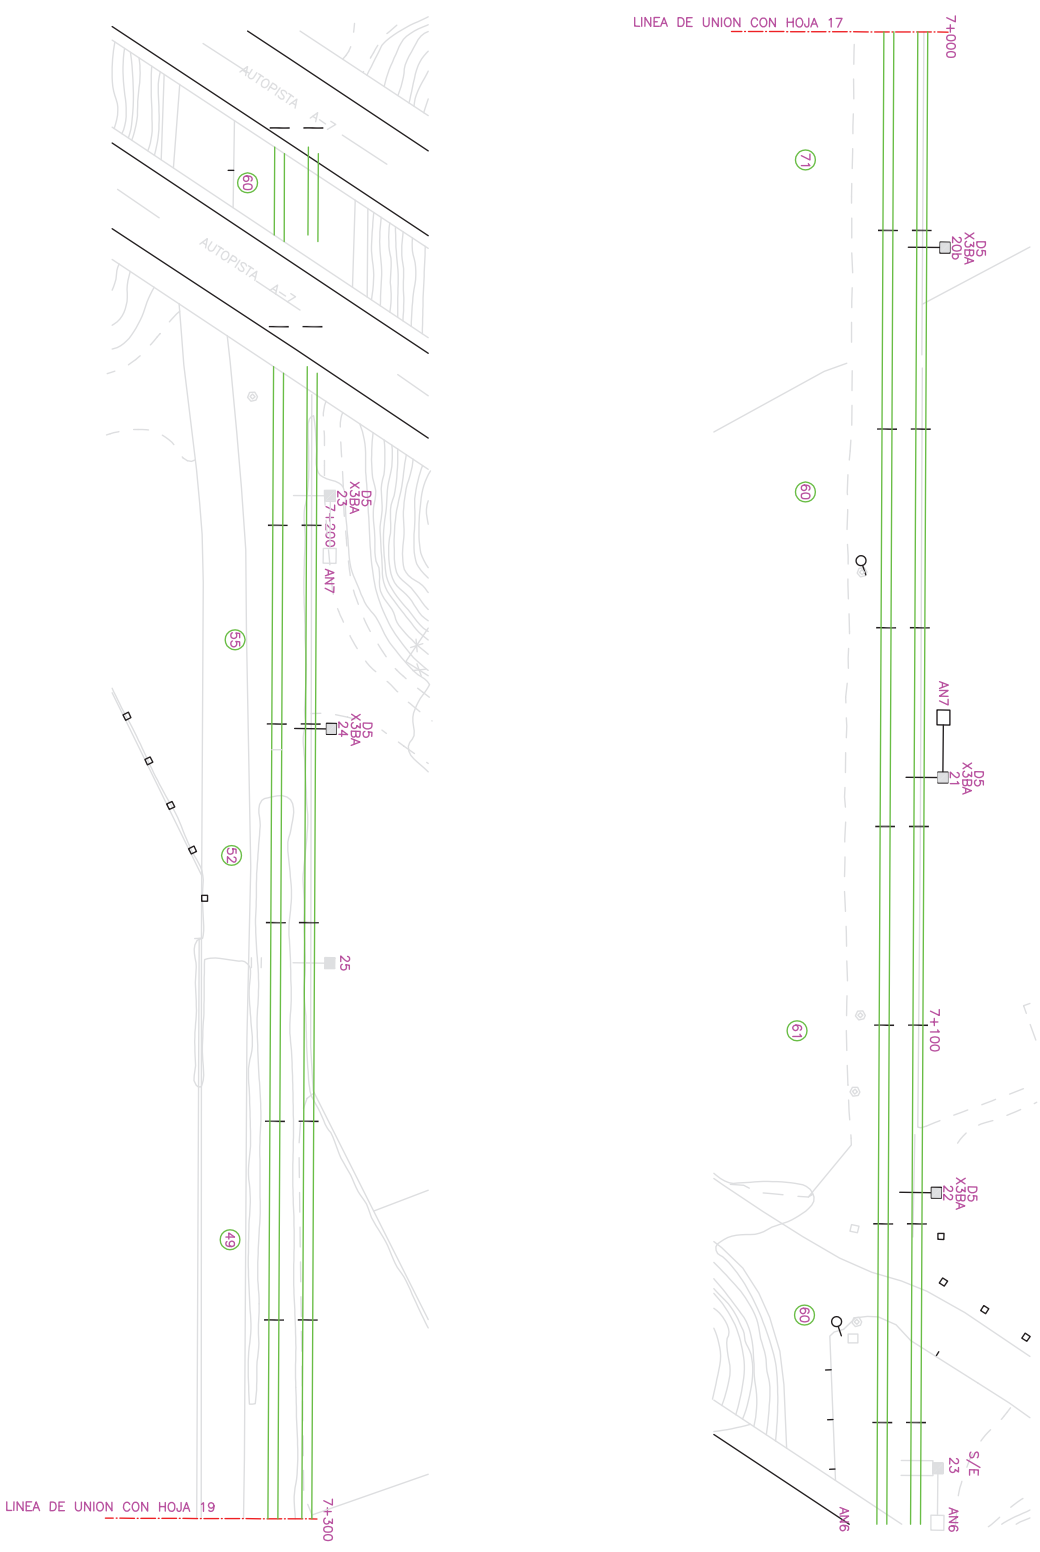 LINEA DE UNION CON HOJA 17
7+000
71
D5
X3BA
20b
60
AN7
D5
X3BA
21
7+100
61
D5
X3BA
22
60
S/E
23
AN6
AN6
AUTOPISTA A-7
60
AUTOPISTA A-7
D5
X3BA
23
7+200
AN7
55
D5
X3BA
24
52
25
49
LINEA DE UNION CON HOJA 19
7+300